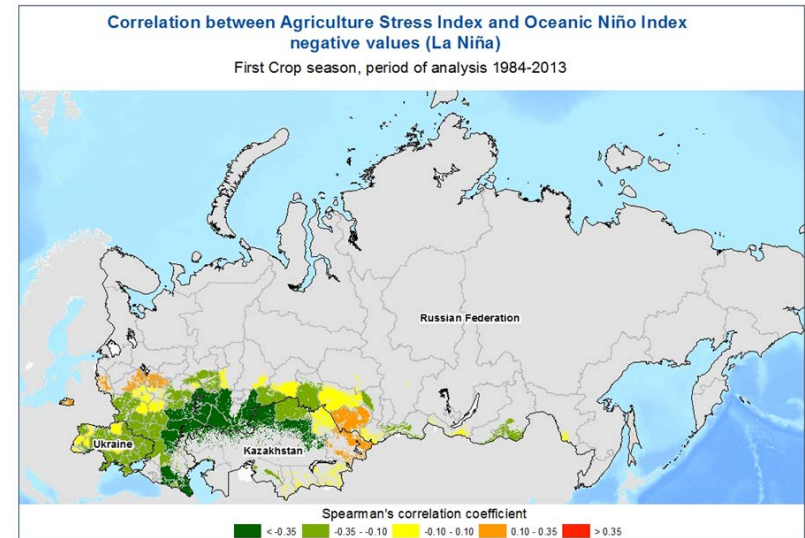 Correlation between Agriculture Stress Index and Oceanic Niño Index
negative values (La Niña)
First Crop season, period of analysis 1984-2013
Russian Federation
Ukraine
Kazakhstan
Spearman's correlation coefficient
< -0.35 -0.35 - -0.10 -0.10 - 0.10 0.10 - 0.35 > 0.35